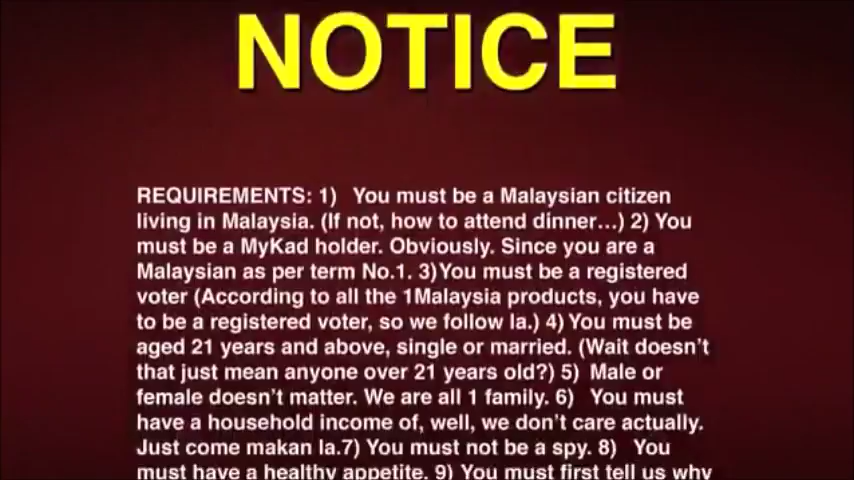 NOTICE
REQUIREMENTS: 1) You must be a Malaysian citizen
living in Malaysia. (If not, how to attend dinner...) 2) You
must be a MyKad holder. Obviously. Since you are a
Malaysian as per term No.1. 3)You must be a registered
voter (According to all the 1Malaysia products, you have
to be a registered voter, so we follow la.) 4) You must be
aged 21 years and above, single or married. (Wait doesn't
that just mean anyone over 21 years old?) 5) Male or
female doesn't matter. We are all 1 family. 6) You must
have a household income of, well, we don't care actually.
Just come makan la.7) You must not be a spy. 8) You
must have a healthy appetite. 9) You must first tell us why